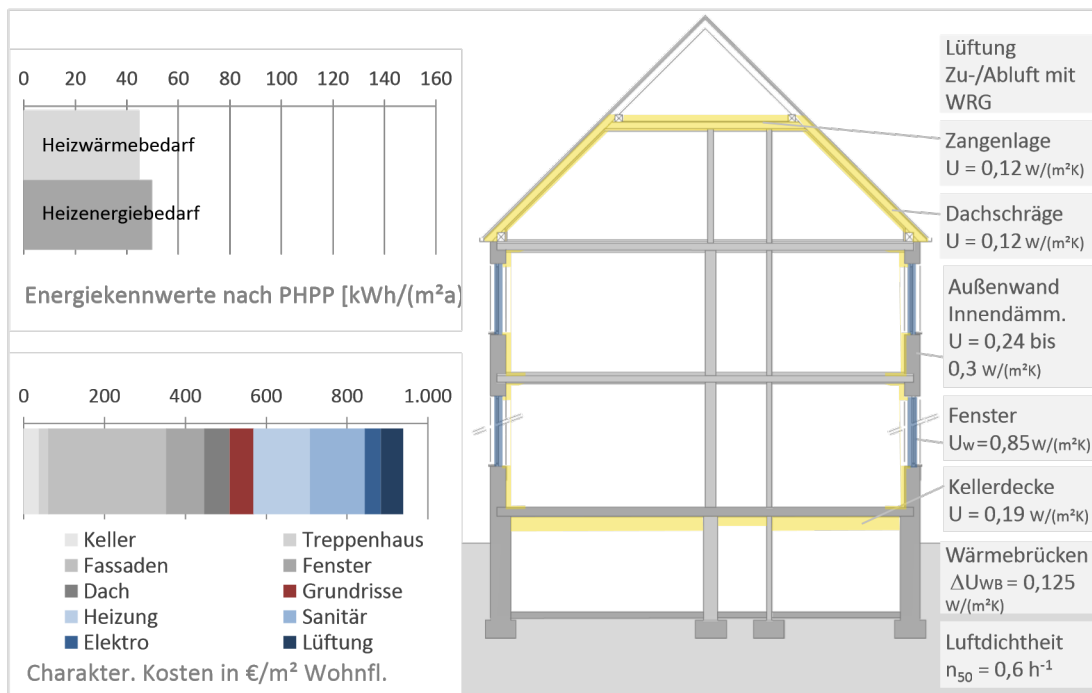 0 20 40 60 80 100 120 140 160
Heizwärmebedarf
Heizenergiebedarf
Energiekennwerte nach PHPP [kWh/(m²a)
0 200 400 600 800 1.000
Keller
Treppenhaus
Fassaden
Fenster
Dach
Grundrisse
Heizung
Sanitär
Elektro
Lüftung
Charakter. Kosten in €/m² Wohnfl.
Lüftung
Zu-/Abluft mit
WRG
Zangenlage
U = 0,12 W/(m²K)
Dachschräge
U = 0,12 W/(m²K)
Außenwand
Innendämm.
U = 0,24 bis
0,3 W/(m²K)
Fenster
Uw=0,85 W/(m²K)
Kellerdecke
U = 0,19 W/(m²K)
Wärmebrücken
ΔUWB = 0,125
W/(m²K)
Luftdichtheit
n50 = 0,6 h⁻¹